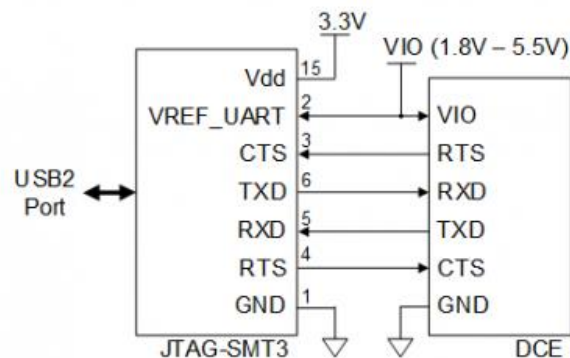 3.3V
VIO (1.8V – 5.5V)
Vdd 15
VREF_UART 2 VIO
CTS 3 RTS
USB2
Port
TXD 6 RXD
RXD 5 TXD
RTS 4 CTS
GND 1 GND
JTAG-SMT3 DCE